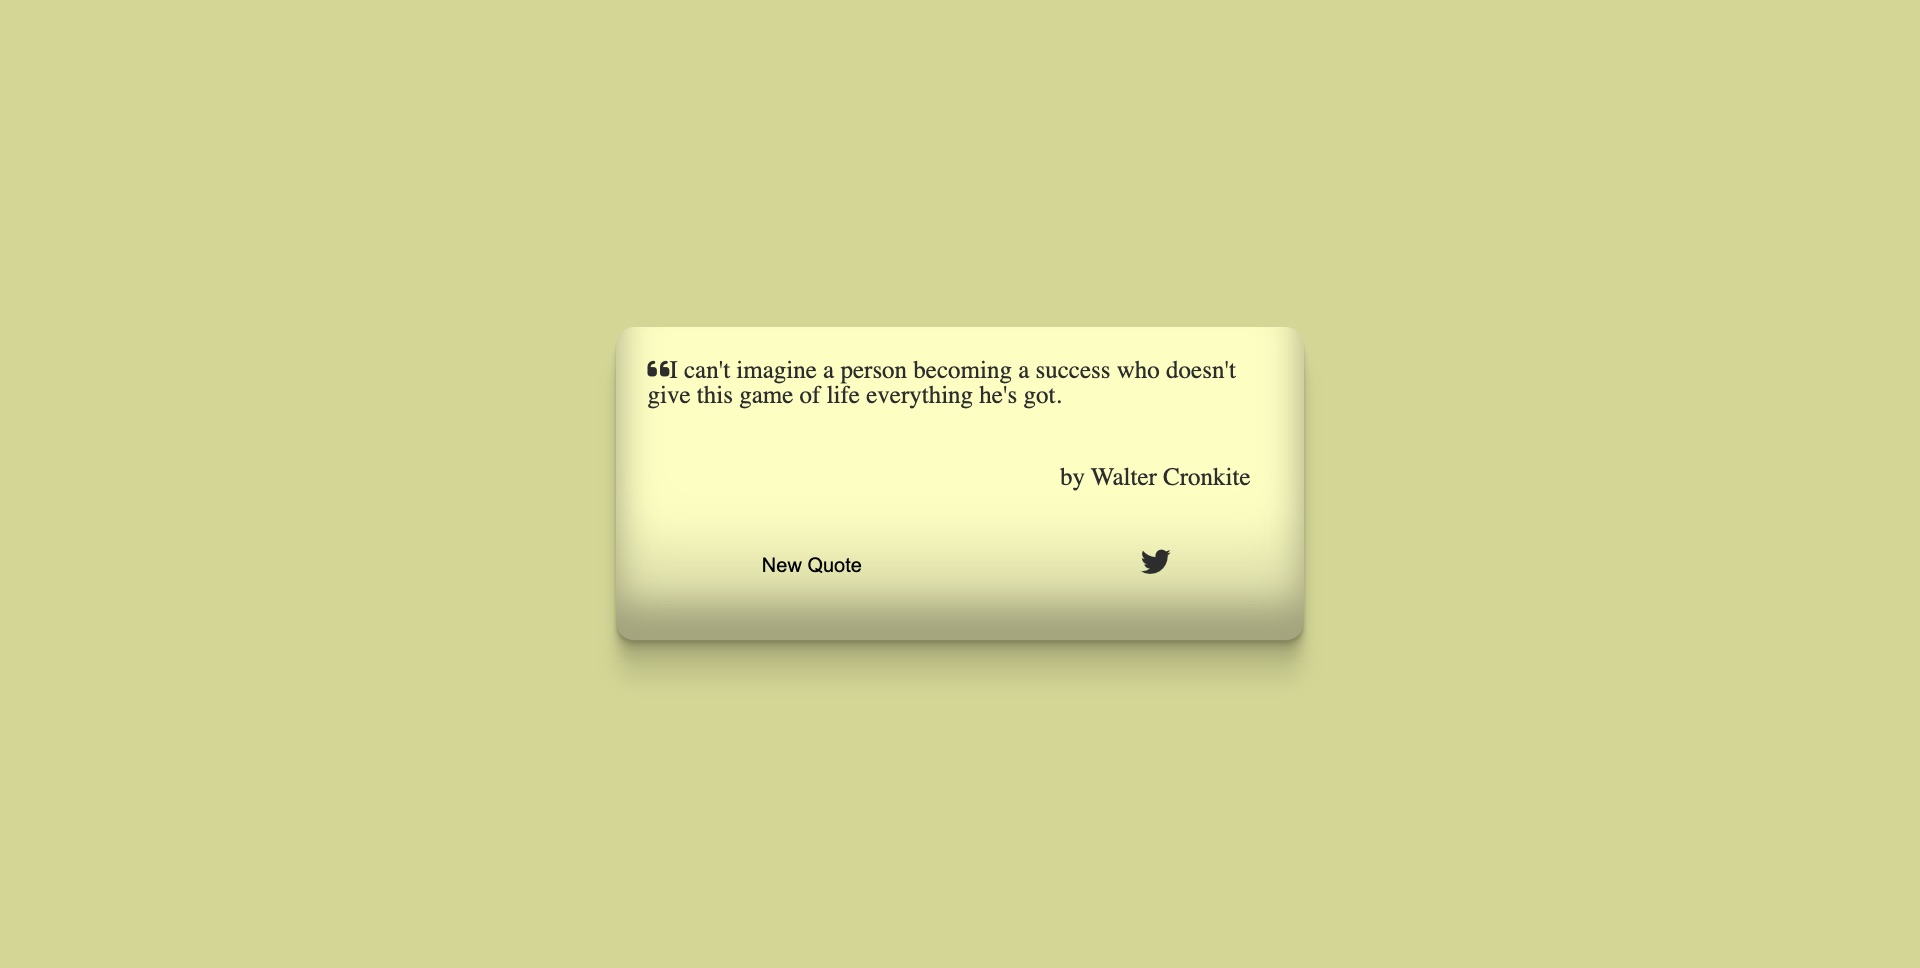 ❝I can't imagine a person becoming a success who doesn't
give this game of life everything he's got.
by Walter Cronkite
New Quote